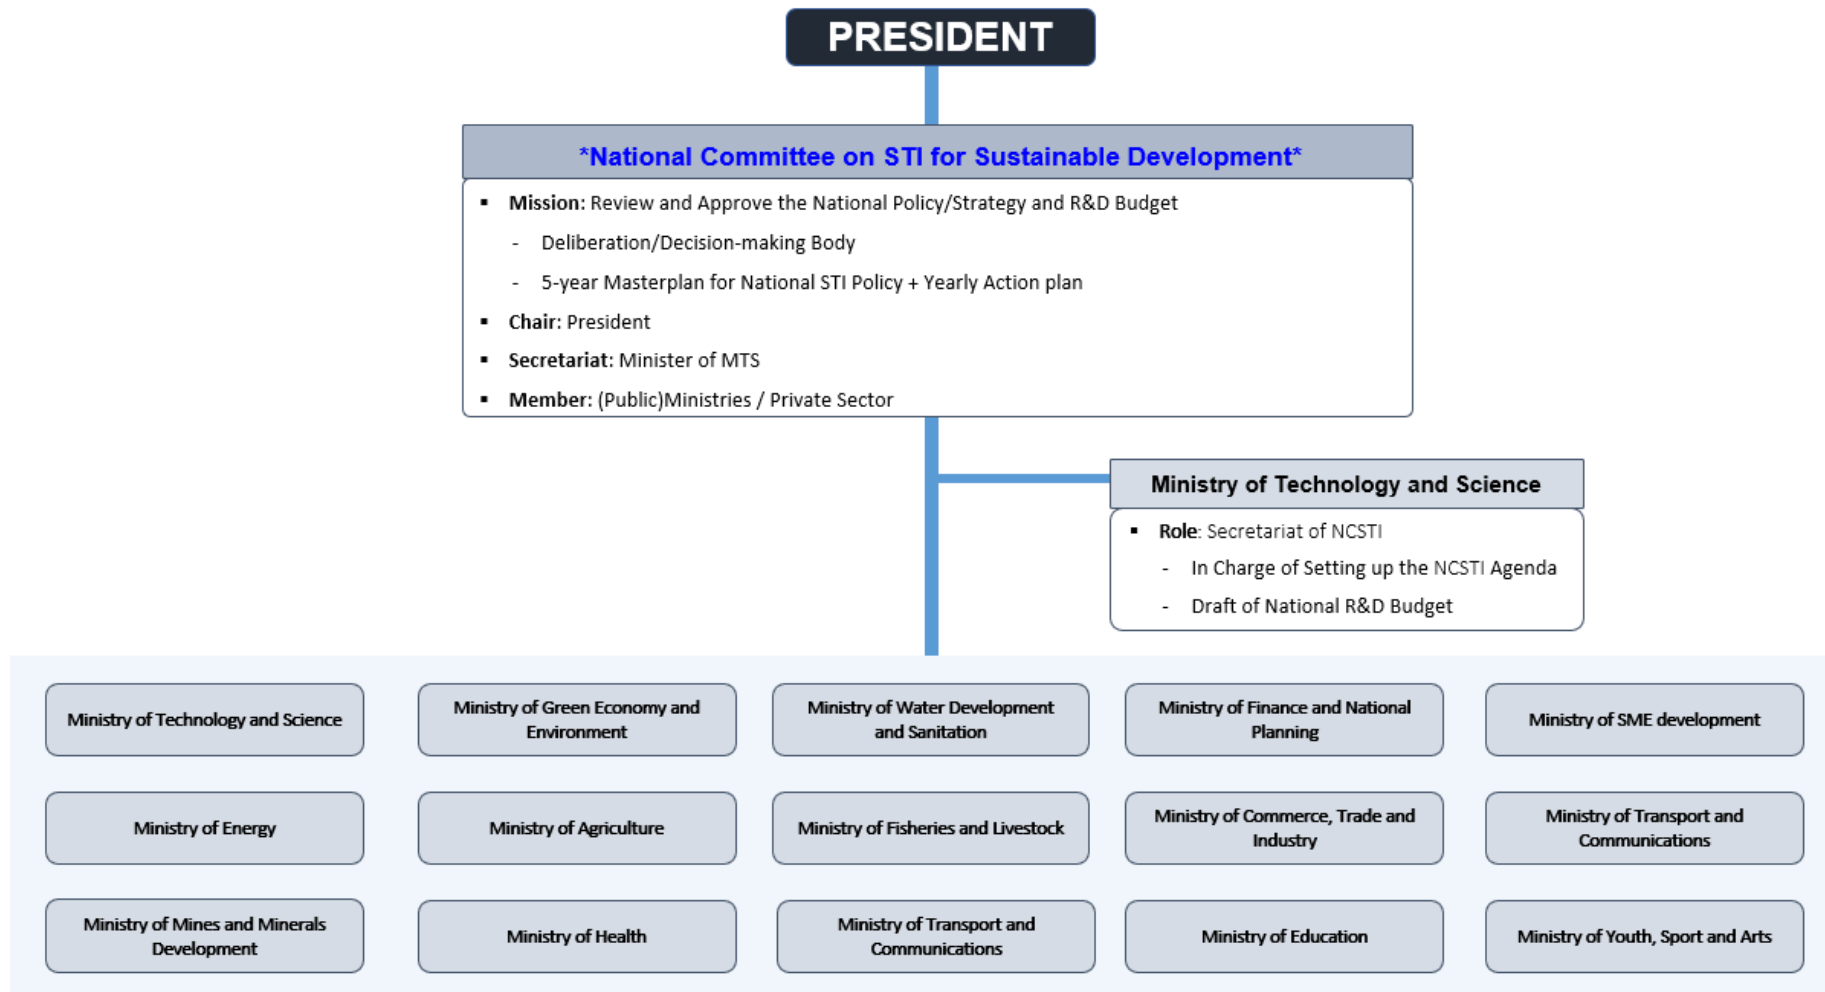 PRESIDENT
*National Committee on STI for Sustainable Development*
▪ Mission: Review and Approve the National Policy/Strategy and R&D Budget
- Deliberation/Decision-making Body
- 5-year Masterplan for National STI Policy + Yearly Action plan
▪ Chair: President
▪ Secretariat: Minister of MTS
▪ Member: (Public)Ministries / Private Sector
Ministry of Technology and Science
▪ Role: Secretariat of NCSTI
- In Charge of Setting up the NCSTI Agenda
- Draft of National R&D Budget
Ministry of Technology and Science
Ministry of Green Economy and
Environment
Ministry of Water Development
and Sanitation
Ministry of Finance and National
Planning
Ministry of SME development
Ministry of Energy
Ministry of Agriculture
Ministry of Fisheries and Livestock
Ministry of Commerce, Trade and
Industry
Ministry of Transport and
Communications
Ministry of Mines and Minerals
Development
Ministry of Health
Ministry of Transport and
Communications
Ministry of Education
Ministry of Youth, Sport and Arts